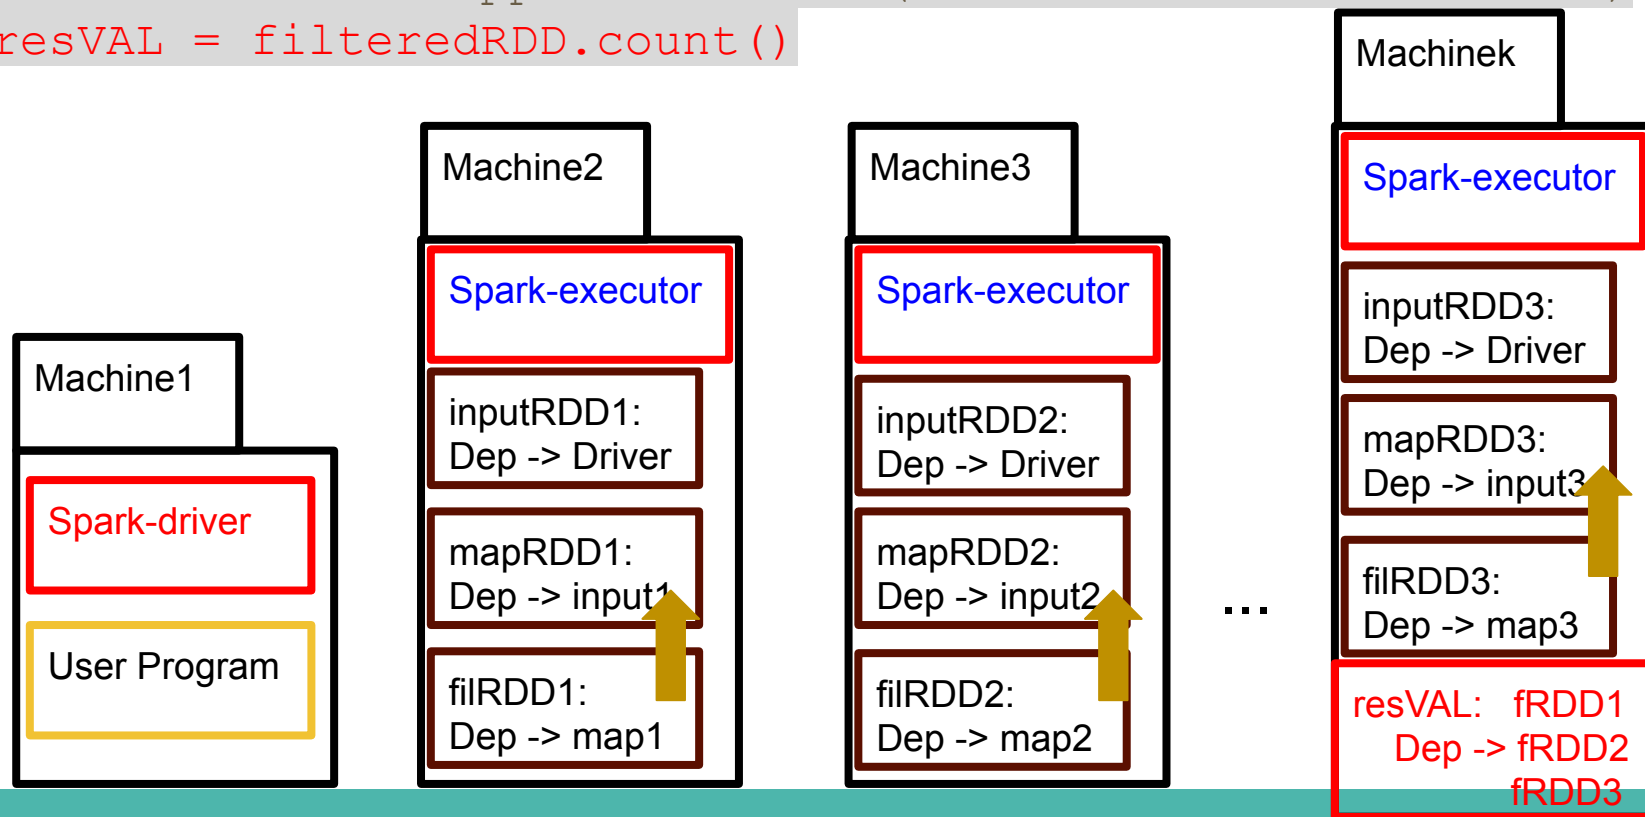 resVAL = filteredRDD.count()
Machine1
Spark-driver
User Program
Machine2
Spark-executor
inputRDD1:
Dep -> Driver
mapRDD1:
Dep -> input1
filRDD1:
Dep -> map1
Machine3
Spark-executor
inputRDD2:
Dep -> Driver
mapRDD2:
Dep -> input2
filRDD2:
Dep -> map2
...
Machinek
Spark-executor
inputRDD3:
Dep -> Driver
mapRDD3:
Dep -> input3
filRDD3:
Dep -> map3
resVAL: fRDD1
Dep -> fRDD2
fRDD3